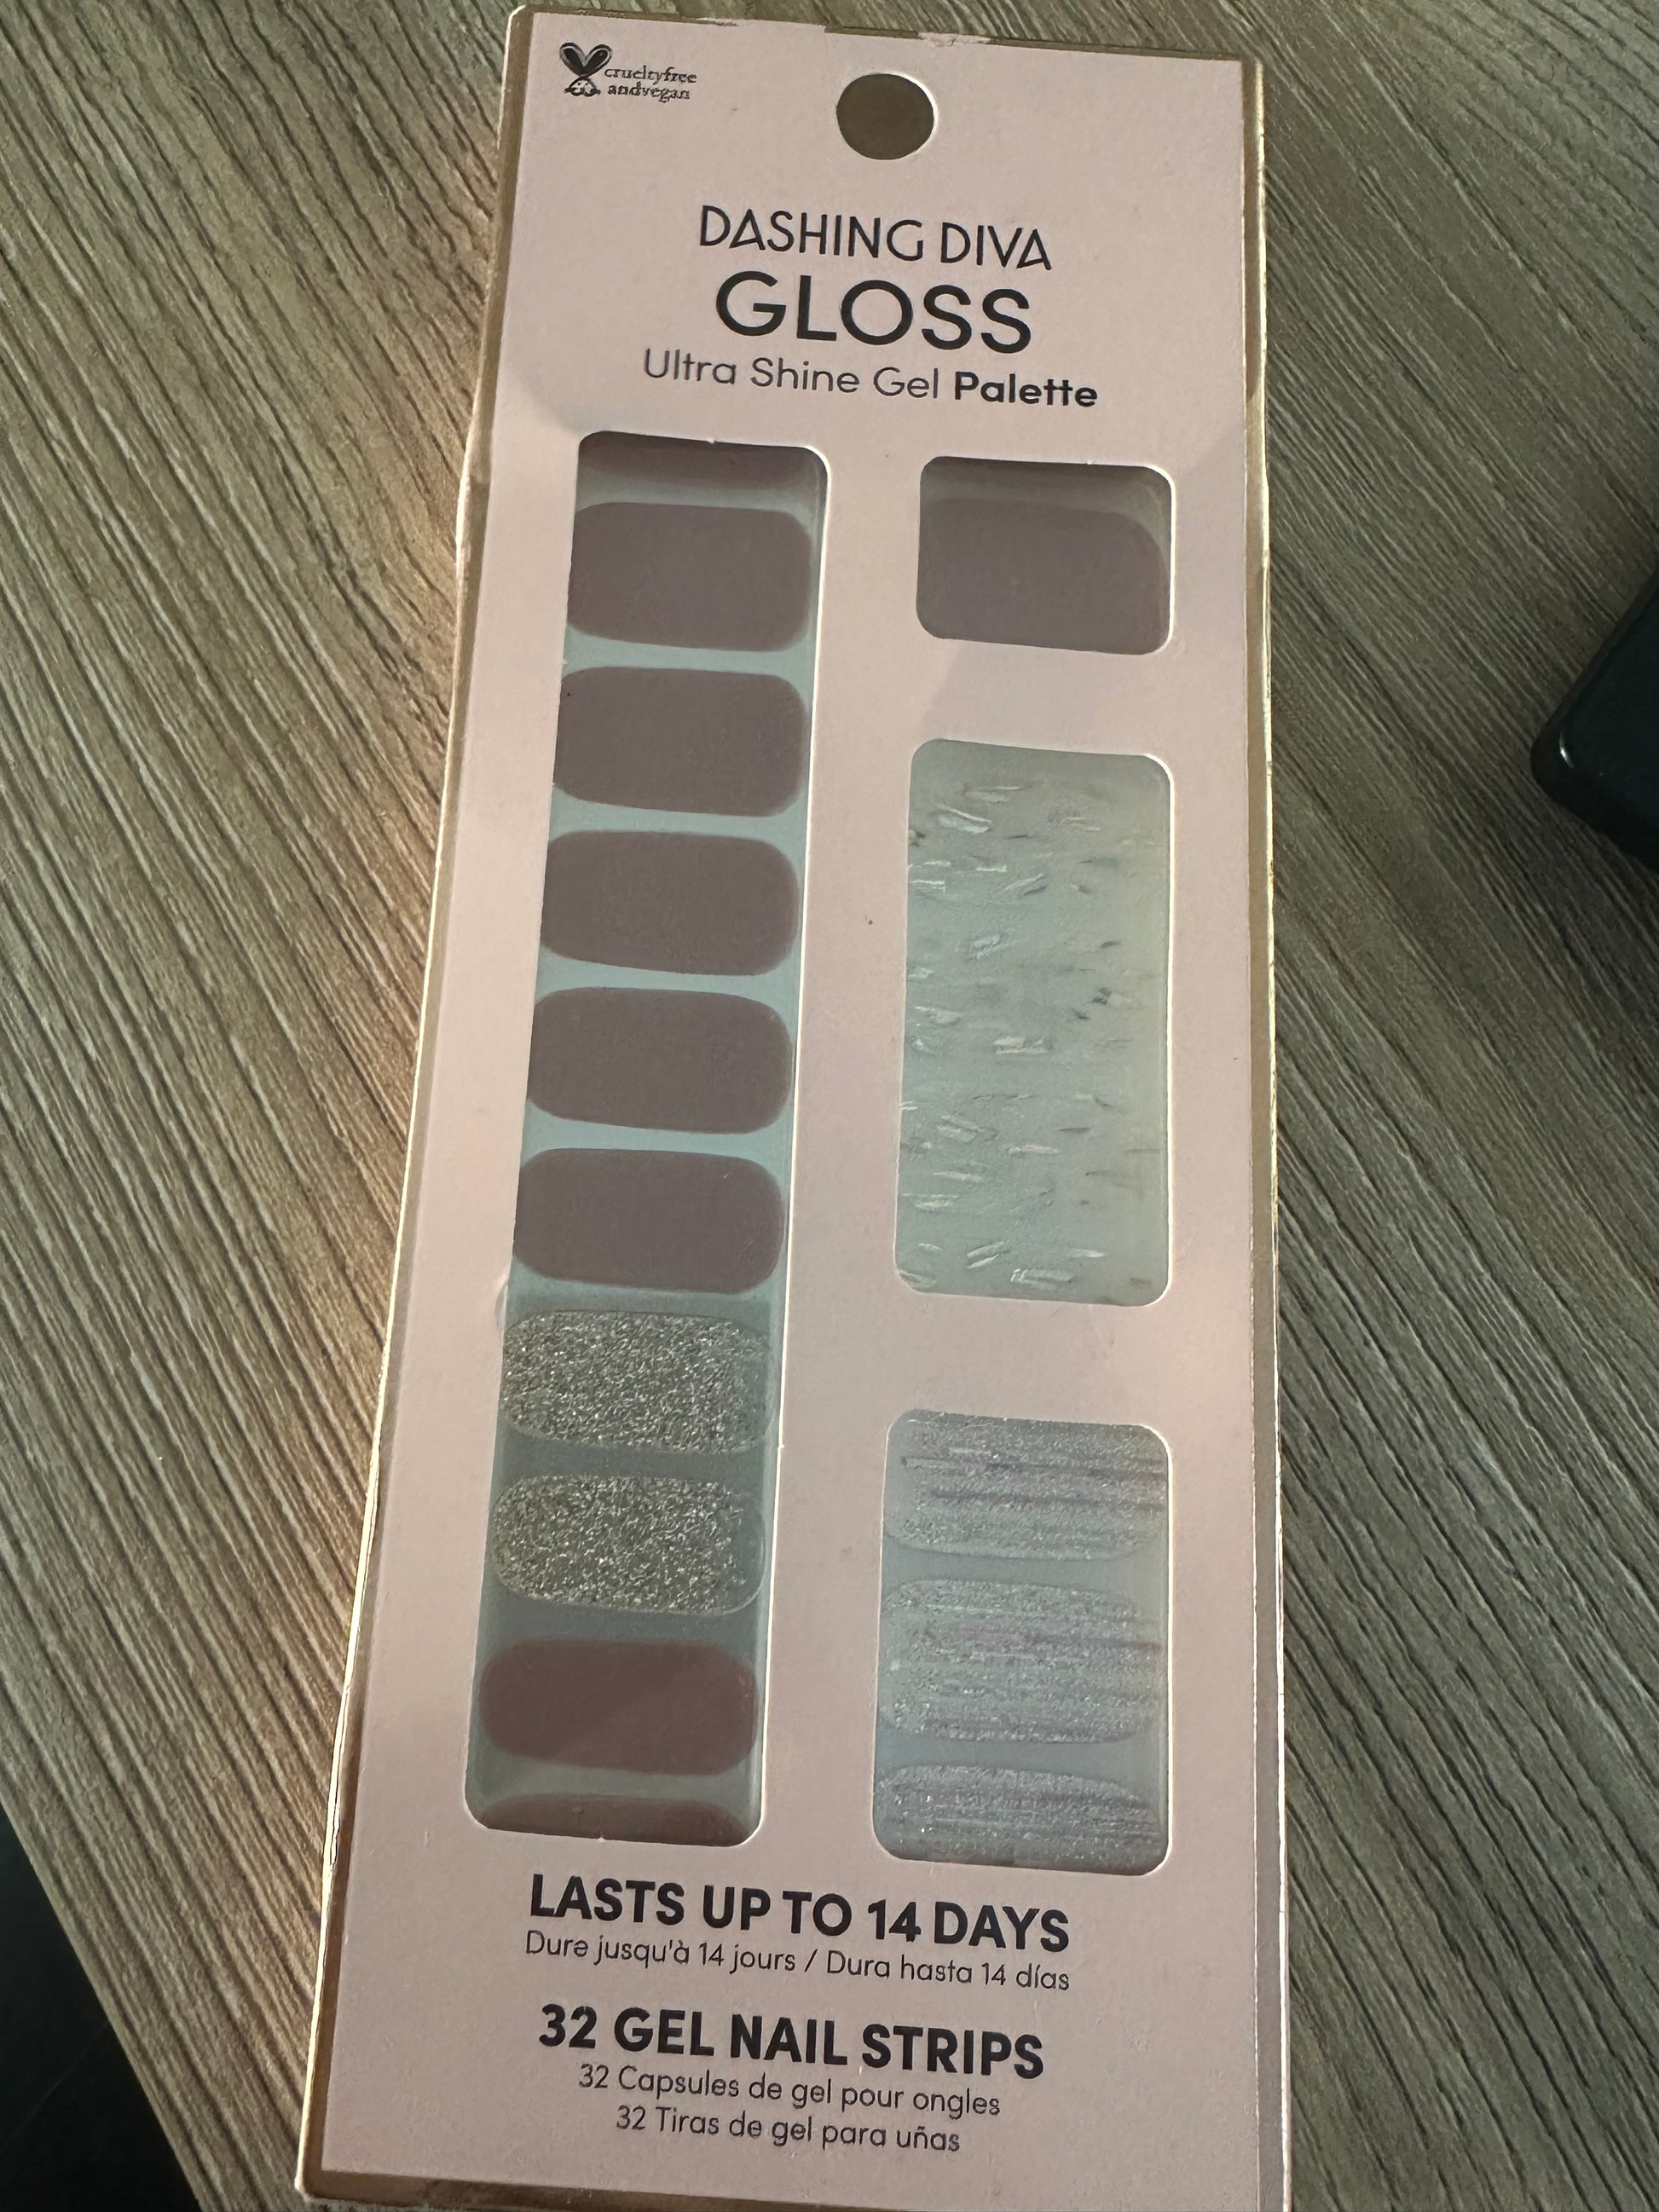 crueltyfree
andvegan
DASHING DIVA
GLOSS
Ultra Shine Gel Palette
LASTS UP TO 14 DAYS
Dure jusqu'à 14 jours / Dura hasta 14 días
32 GEL NAIL STRIPS
32 Capsules de gel pour ongles
32 Tiras de gel para uñas